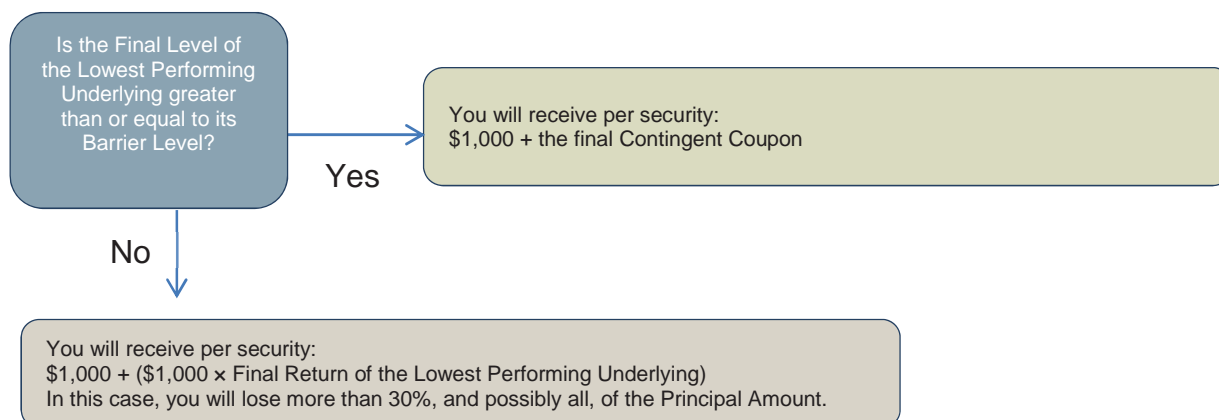 Is the Final Level of
the Lowest Performing
Underlying greater
than or equal to its
Barrier Level?
Yes
You will receive per security:
$1,000 + the final Contingent Coupon
No
You will receive per security:
$1,000 + ($1,000 × Final Return of the Lowest Performing Underlying)
In this case, you will lose more than 30%, and possibly all, of the Principal Amount.